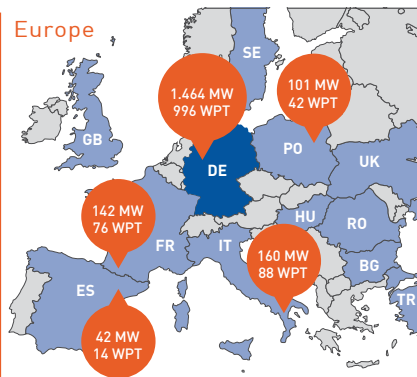 Europe
SE
1.464 MW
996 WPT
101 MW
42 WPT
GB
DE
PO
UK
142 MW
76 WPT
FR
IT
HU
RO
160 MW
88 WPT
BG
ES
TR
42 MW
14 WPT